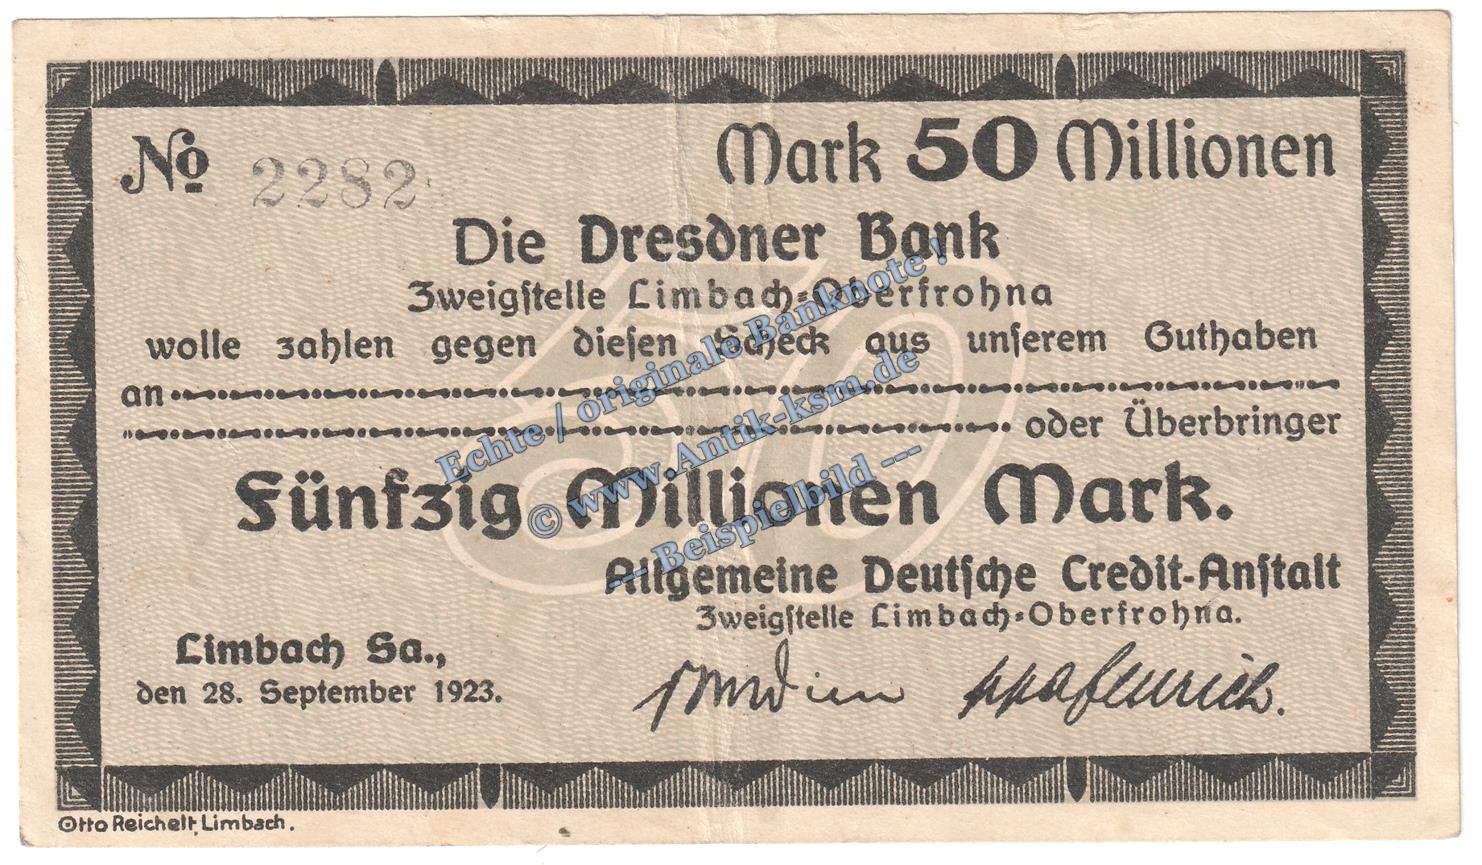 No 2282
Mark 50 Millionen
Die Dresdner Bank
Zweigstelle Limbach-Oberfrohna
wolle zahlen gegen diesen Scheck aus unserem Guthaben
an
oder Überbringer
Fünfzig Millionen Mark.
Allgemeine Deutsche Credit-Anstalt
Zweigstelle Limbach-Oberfrohna.
Limbach Sa.,
den 28. September 1923.
Otto Reichelt, Limbach.
50
Echte / originale Banknote !
© www.Antik-ksm.de
--- Beispielbild ---